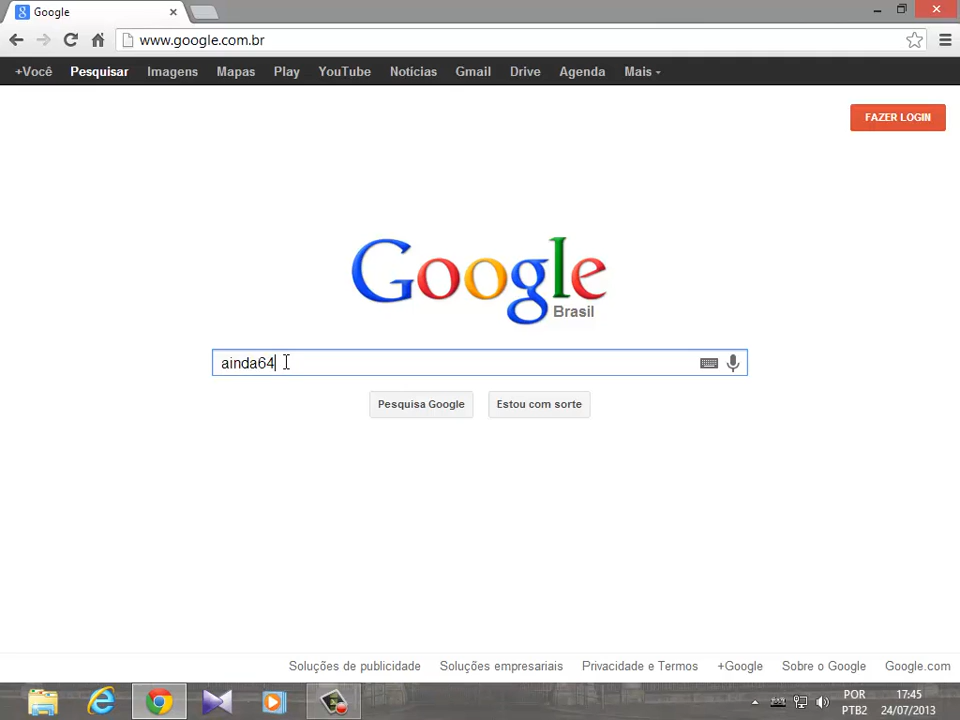 Google
www.google.com.br
+Você Pesquisar Imagens Mapas Play YouTube Notícias Gmail Drive Agenda Mais
FAZER LOGIN
Google
Brasil
ainda64
Pesquisa Google Estou com sorte
Soluções de publicidade Soluções empresariais Privacidade e Termos +Google Sobre o Google Google.com
POR 17:45
PTB2 24/07/2013